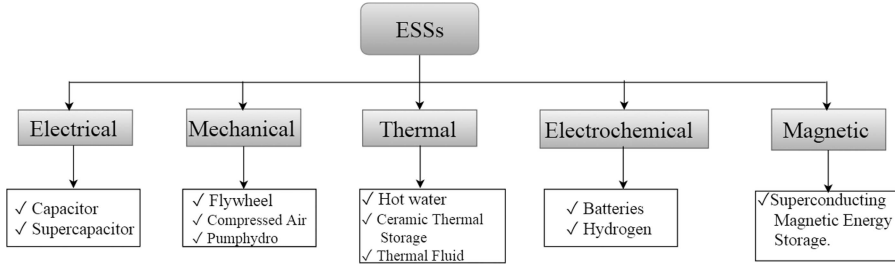 ESSs
Electrical
Mechanical
Thermal
Electrochemical
Magnetic
✓ Capacitor
✓ Supercapacitor
✓ Flywheel
✓ Compressed Air
✓ Pumphydro
✓ Hot water
✓ Ceramic Thermal
Storage
✓ Thermal Fluid
✓ Batteries
✓ Hydrogen
✓Superconducting
Magnetic Energy
Storage.